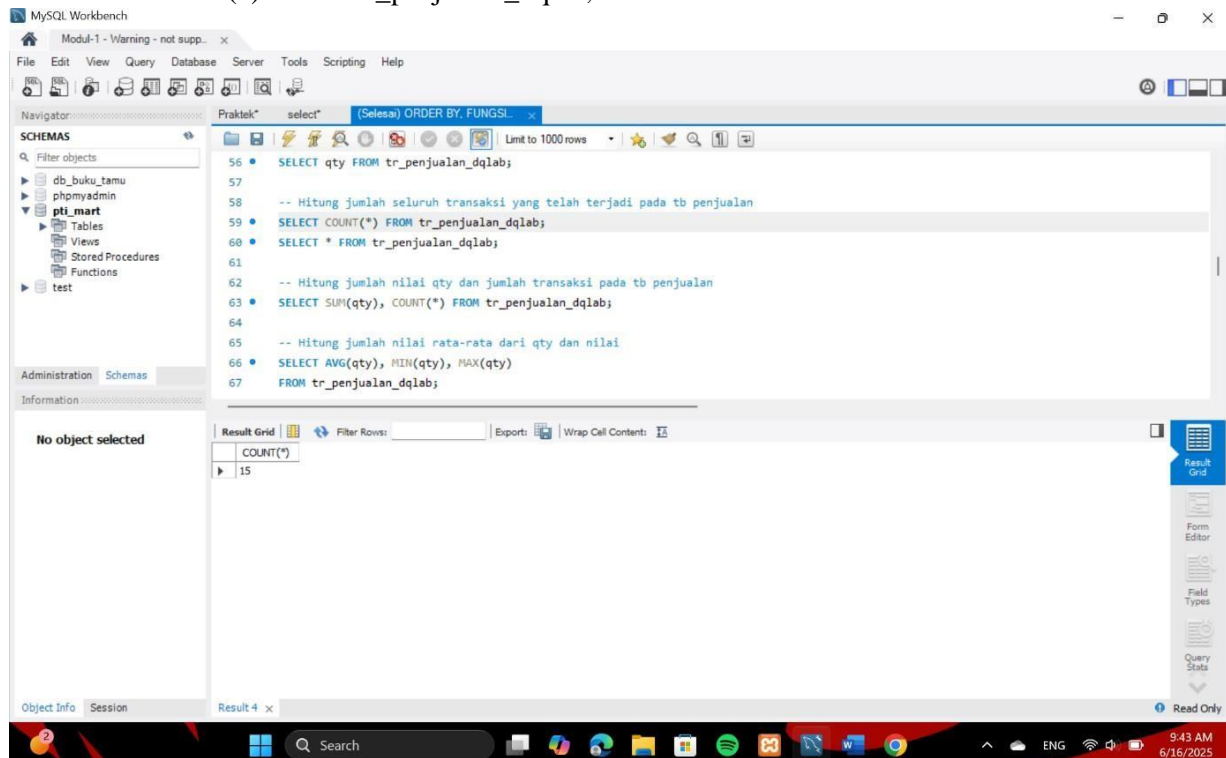 MySQL Workbench
Modul-1 - Warning - not supp..
File Edit View Query Database Server Tools Scripting Help
Navigator
Praktek* select* (Selesai) ORDER BY, FUNGSI...
SCHEMAS
Limit to 1000 rows
Filter objects
db_buku_tamu
phpmyadmin
pti_mart
Tables
Views
Stored Procedures
Functions
test
56 SELECT qty FROM tr_penjualan_dqlab;
57
58 -- Hitung jumlah seluruh transaksi yang telah terjadi pada tb penjualan
59 SELECT COUNT(*) FROM tr_penjualan_dqlab;
60 SELECT * FROM tr_penjualan_dqlab;
61
62 -- Hitung jumlah nilai qty dan jumlah transaksi pada tb penjualan
63 SELECT SUM(qty), COUNT(*) FROM tr_penjualan_dqlab;
64
65 -- Hitung jumlah nilai rata-rata dari qty dan nilai
66 SELECT AVG(qty), MIN(qty), MAX(qty)
67 FROM tr_penjualan_dqlab;
Administration Schemas
Information
No object selected
Result Grid Filter Rows: Export: Wrap Cell Content:
COUNT(*)
15
Result
Grid
Form
Editor
Field
Types
Query
Stats
Object Info Session
Result 4
Read Only
2
Search
ENG
9:43 AM
6/16/2025